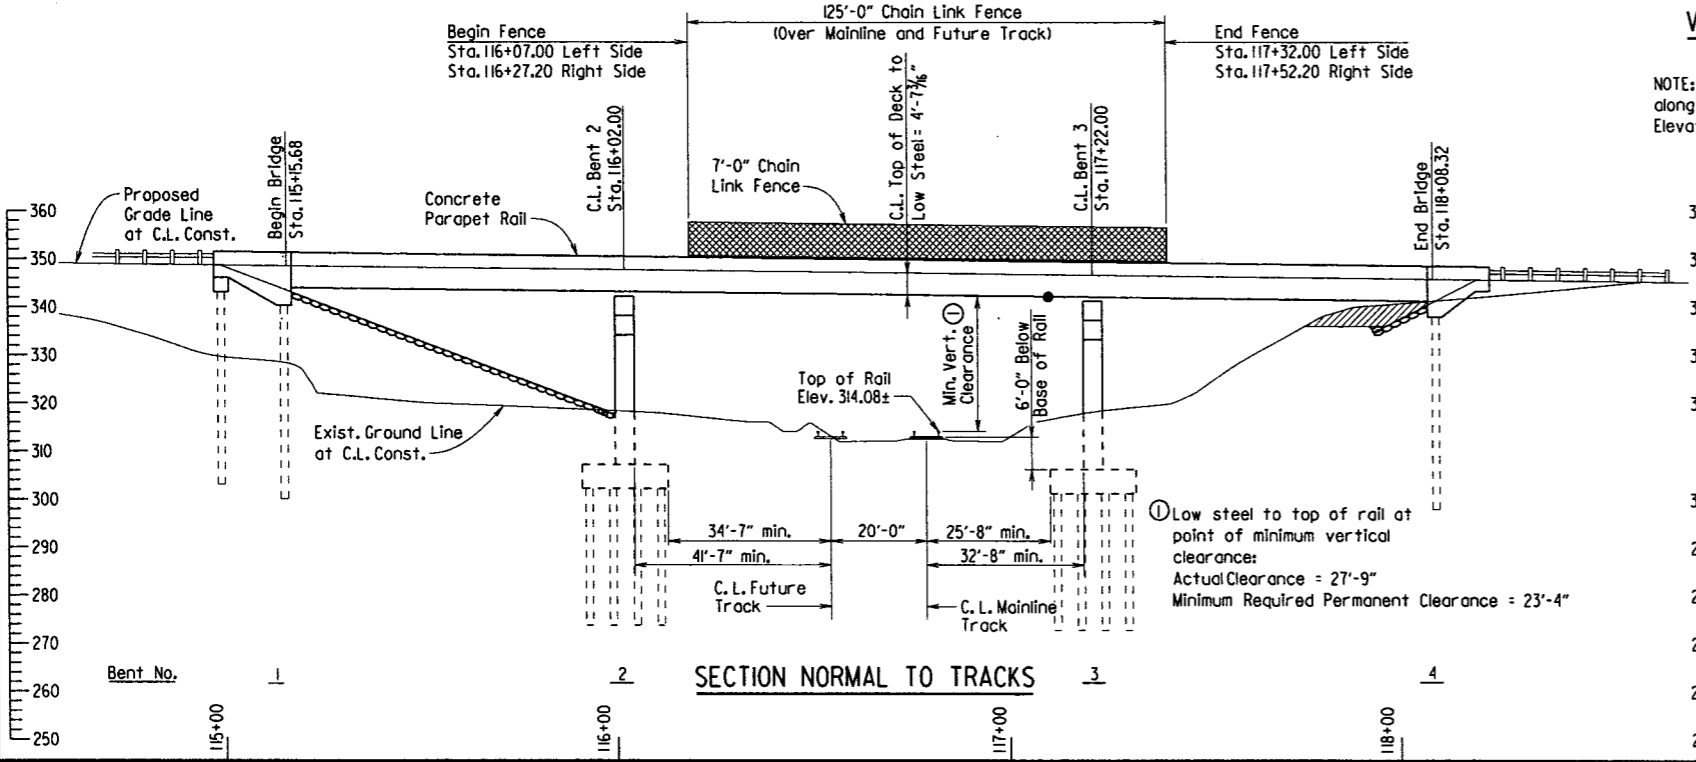 125'-0" Chain Link Fence
(Over Mainline and Future Track)
Begin Fence
Sta. 116+07.00 Left Side
Sta. 116+27.20 Right Side
End Fence
Sta. 117+32.00 Left Side
Sta. 117+52.20 Right Side
NOTE:
along
Eleva
Begin Bridge
Sta. 115+15.68
C.L. Bent 2
Sta. 116+02.00
C.L. Top of Deck to
Low Steel = 4'-7 3/16"
C.L. Bent 3
Sta. 117+22.00
End Bridge
Sta. 118+08.32
7'-0" Chain
Link Fence
Proposed
Grade Line
at C.L. Const.
Concrete
Parapet Rail
360
350
340
330
320
310
300
290
280
270
260
250
Min. Vert. ①
Clearance
6'-0" Below
Base of Rail
Top of Rail
Elev. 314.08±
Exist. Ground Line
at C.L. Const.
34'-7" min.
20'-0"
25'-8" min.
41'-7" min.
32'-8" min.
C.L. Future
Track
C.L. Mainline
Track
① Low steel to top of rail at
point of minimum vertical
clearance:
Actual Clearance = 27'-9"
Minimum Required Permanent Clearance = 23'-4"
Bent No.
1
2
3
4
SECTION NORMAL TO TRACKS
115+00
116+00
117+00
118+00